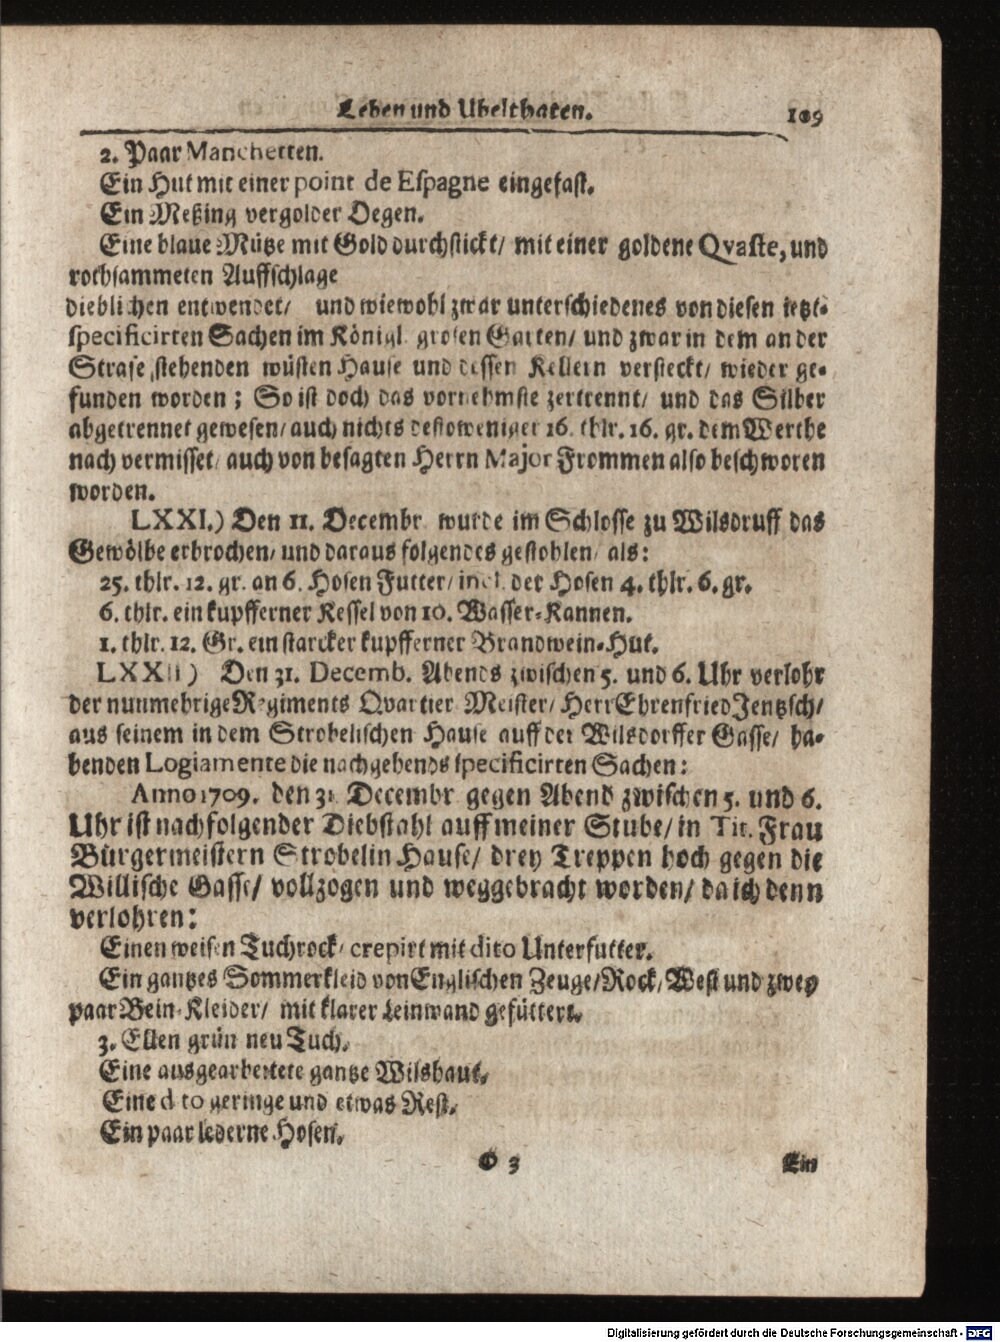 Leben und Ubelthaten. 109
2. Paar Manchetten.
Ein Hut mit einer point de Espagne eingefast.
Ein Meßing vergolder Degen.
Eine blaue Mütze mit Gold durchstickt/ mit einer goldene Qvaste, und
rothsammeten Auffschlage
dieblichen entwendet/ und wiewohl zwar unterschiedenes von diesen ietzt-
specificirten Sachen im Königl. grosen Garten/ und zwar in dem an der
Strase stehenden wüsten Hause und dessen Kellern versteckt/ wieder ge-
funden worden; So ist doch das vornehmste zertrennt/ und das Silber
abgetrennet gewesen/ auch nichts destoweniger 16. thlr. 16. gr. dem Werthe
nach vermisset/ auch von besagten Herrn Major Frommen also beschworen
worden.
LXXI.) Den 11. Decembr. wurde im Schlosse zu Wilsdruff das
Gewölbe erbrochen/ und daraus folgendes gestohlen/ als:
25. thlr. 12. gr. an 6. Hosen Futter/ incl. der Hosen 4. thlr. 6. gr.
6. thlr. ein kupfferner Kessel von 10. Wasser-Kannen.
1. thlr. 12. Gr. ein starcker kupfferner Brandwein-Hut.
LXXII) Den 31. Decemb. Abends zwischen 5. und 6. Uhr verlohr
der nunmehrige Regiments Qvartier Meister/ Herr Ehrenfried Jentzsch/
aus seinem in dem Strobelischen Hause auff der Wilsdorffer Gasse/ ha-
benden Logiamente die nachgehends specificirten Sachen:
Anno 1709. den 31 Decembr gegen Abend zwischen 5. und 6.
Uhr ist nachfolgender Diebstahl auff meiner Stube/ in Tit. Frau
Bürgermeistern Strobelin Hause/ drey Treppen hoch gegen die
Willische Gasse/ vollzogen und weggebracht worden/ da ich denn
verlohren:
Einen weisen Tuchrock/ crepirt mit dito Unterfutter.
Ein gantzes Sommerkleid von Englischen Zeuge/ Rock/ West und zwey
paar Bein-Kleider/ mit klarer Leinwand gefüttert.
3. Ellen grün neu Tuch.
Eine ausgearbeitete gantze Wilshaut.
Eine dito geringe und etwas Rest.
Ein paar lederne Hosen.
O 3 Ein
Digitalisierung gefördert durch die Deutsche Forschungsgemeinschaft - DFG